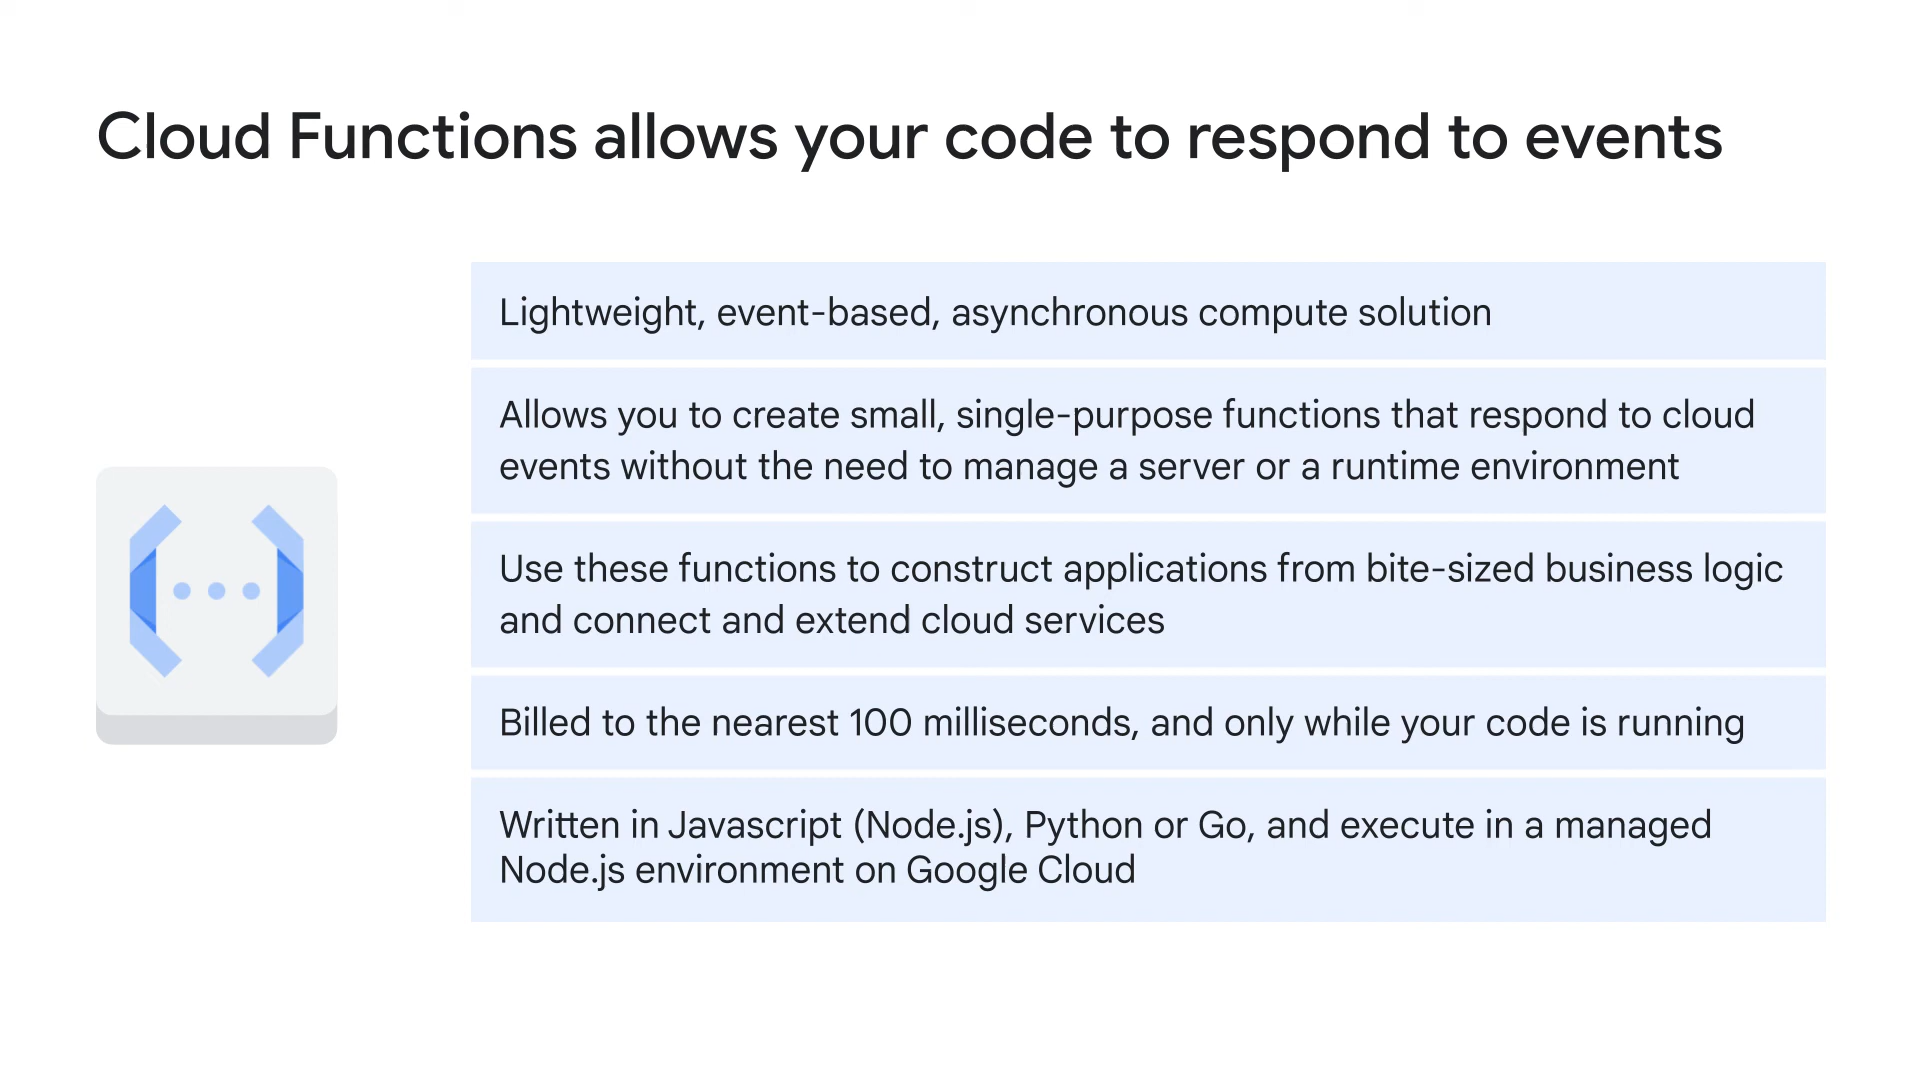 Cloud Functions allows your code to respond to events
Lightweight, event-based, asynchronous compute solution
Allows you to create small, single-purpose functions that respond to cloud
events without the need to manage a server or a runtime environment
Use these functions to construct applications from bite-sized business logic
and connect and extend cloud services
Billed to the nearest 100 milliseconds, and only while your code is running
Written in Javascript (Node.js), Python or Go, and execute in a managed
Node.js environment on Google Cloud